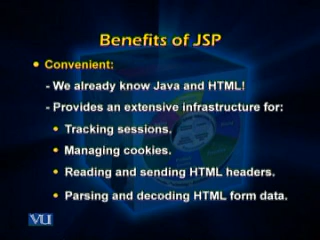 Benefits of JSP
• Convenient:
- We already know Java and HTML!
- Provides an extensive infrastructure for:
• Tracking sessions.
• Managing cookies.
• Reading and sending HTML headers.
• Parsing and decoding HTML form data.
VU